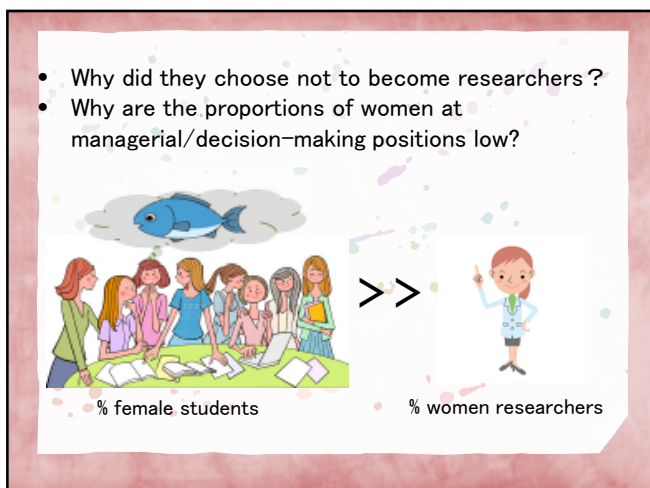 • Why did they choose not to become researchers？
• Why are the proportions of women at
managerial/decision-making positions low?
>>
% female students
% women researchers